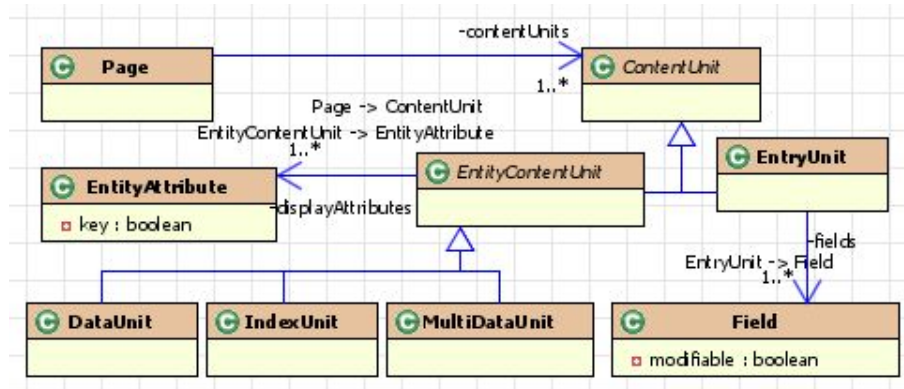 -contentUnits
C Page
C ContentUnit
1..*
Page -> ContentUnit
EntityContentUnit -> EntityAttribute
1..*
C EntityContentUnit
C EntryUnit
C EntityAttribute
key : boolean
-displayAttributes
-fields
EntryUnit -> Field
1..*
C DataUnit
C IndexUnit
C MultiDataUnit
C Field
modifiable : boolean